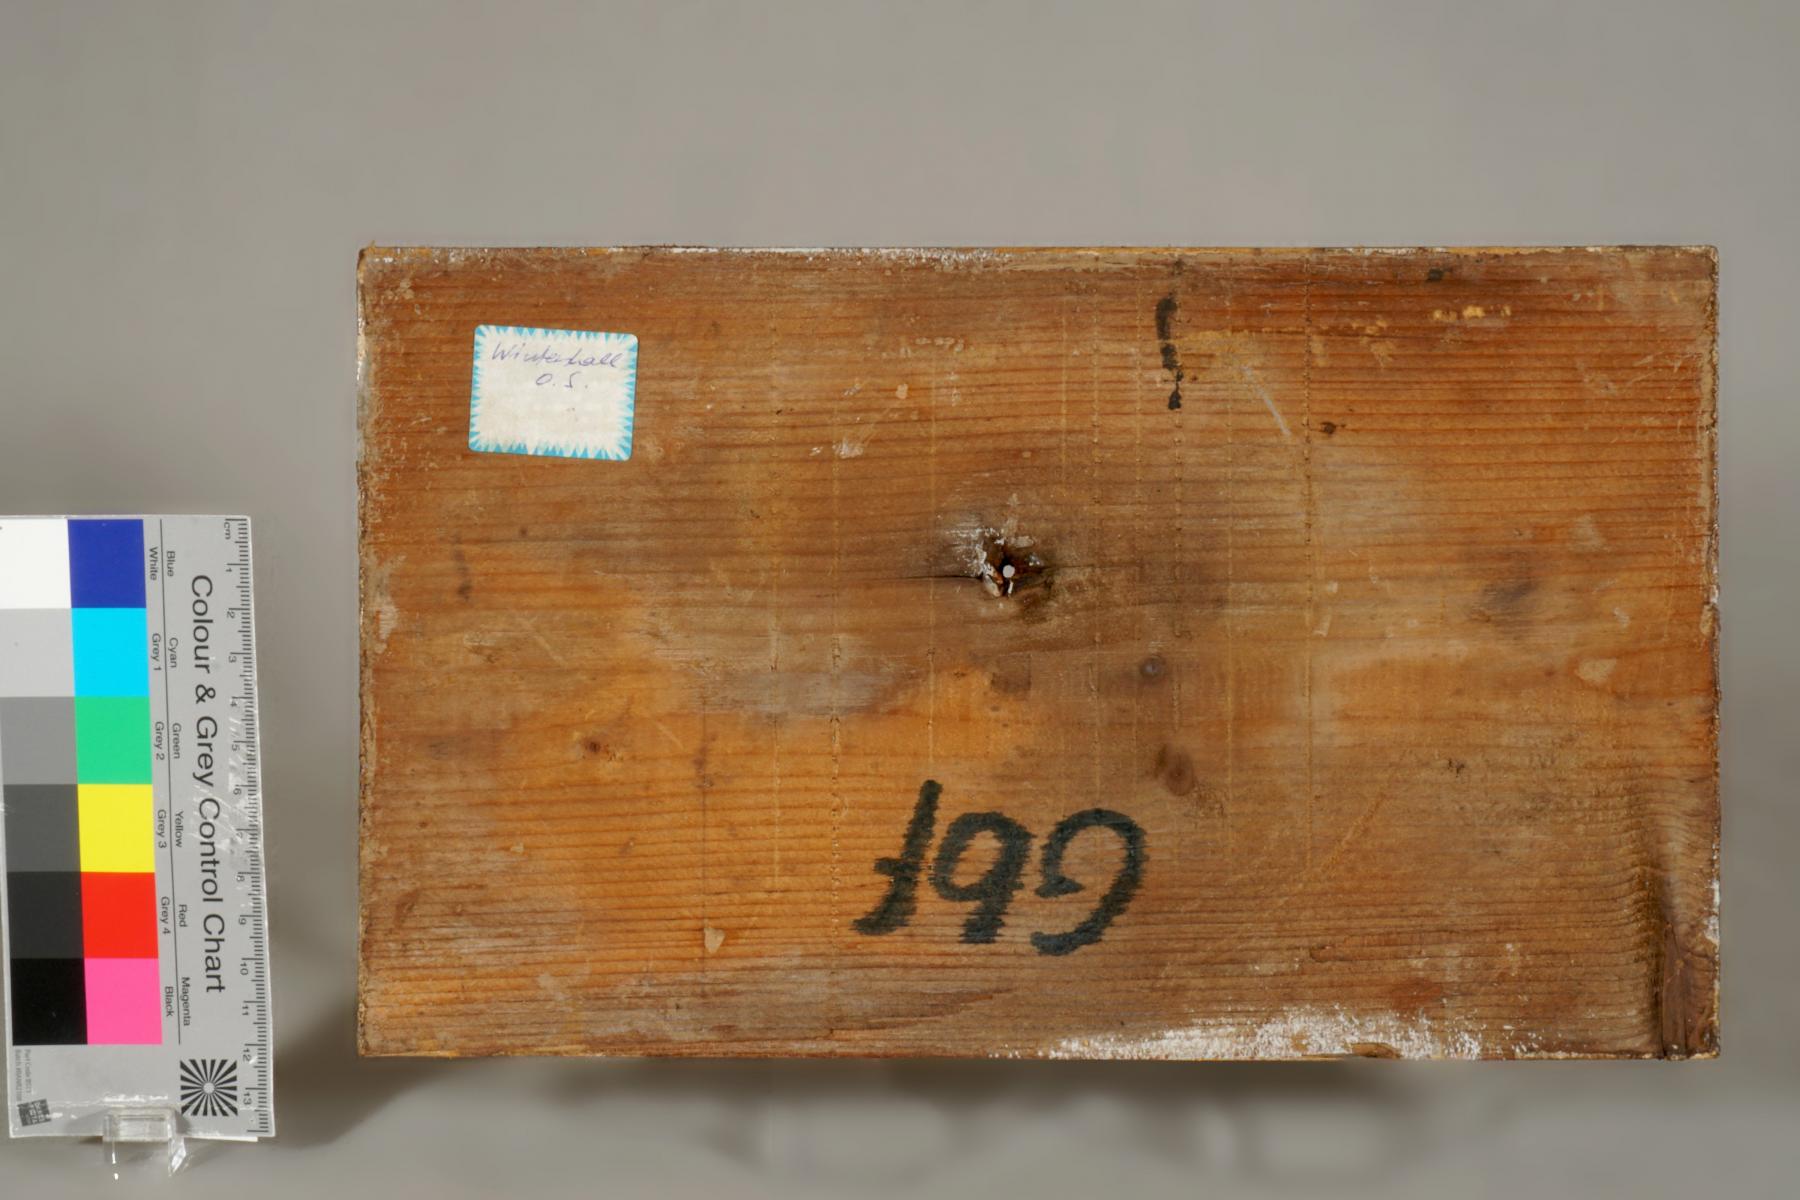 Winterhall
O.S.
Gbf
Colour & Grey Control Chart
Blue
Cyan
Green
Yellow
Red
Magenta
White
Grey 1
Grey 2
Grey 3
Grey 4
Black
cm 1 2 3 4 5 6 7 8 9 10 11 12 13